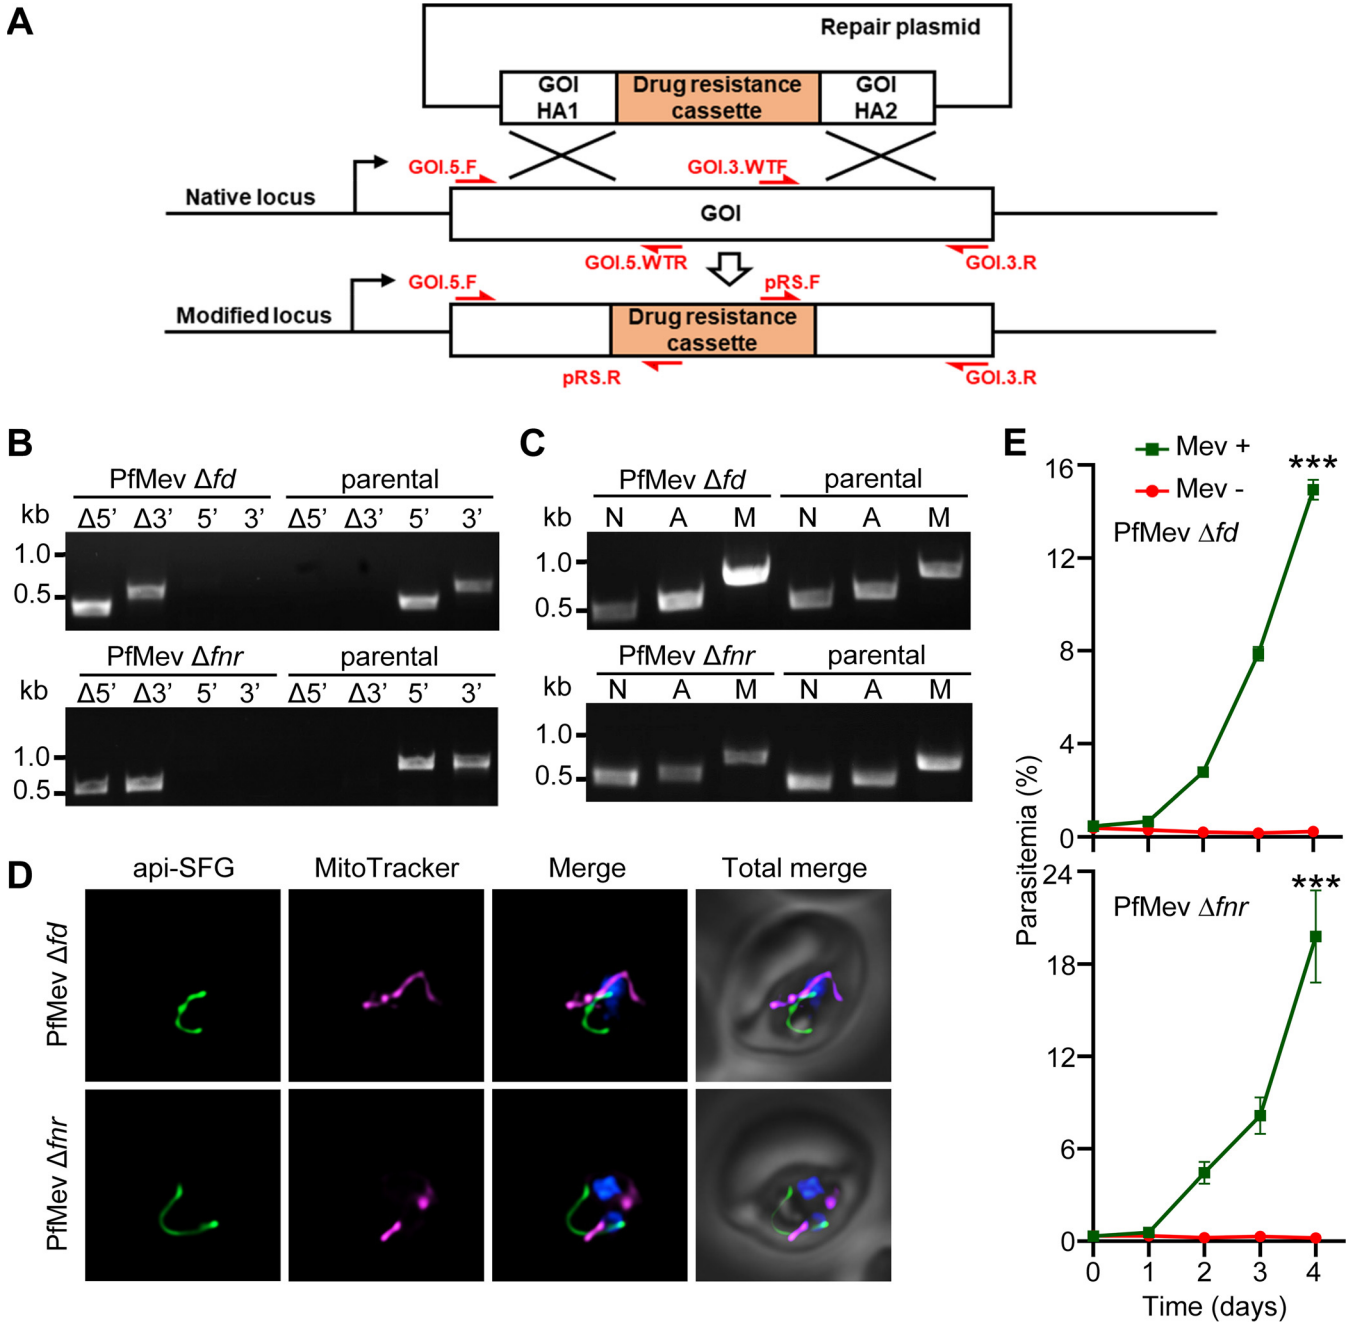 A
Repair plasmid
GOI
HA1
Drug resistance
cassette
GOI
HA2
GOI.5.F
GOI.3.WTF
Native locus
GOI
GOI.5.WTR
GOI.3.R
GOI.5.F
pRS.F
Modified locus
Drug resistance
cassette
pRS.R
GOI.3.R
B
PfMev Δfd
parental
kb
Δ5’ Δ3’ 5’ 3’ Δ5’ Δ3’ 5’ 3’
1.0
0.5
PfMev Δfnr
parental
kb
Δ5’ Δ3’ 5’ 3’ Δ5’ Δ3’ 5’ 3’
1.0
0.5
C
PfMev Δfd
parental
kb
N A M N A M
1.0
0.5
PfMev Δfnr
parental
kb
N A M N A M
1.0
0.5
D
api-SFG
MitoTracker
Merge
Total merge
PfMev Δfd
PfMev Δfnr
E
Mev +
Mev -
PfMev Δfd
***
16
12
8
4
0
Parasitemia (%)
PfMev Δfnr
***
24
18
12
6
0
0 1 2 3 4
Time (days)